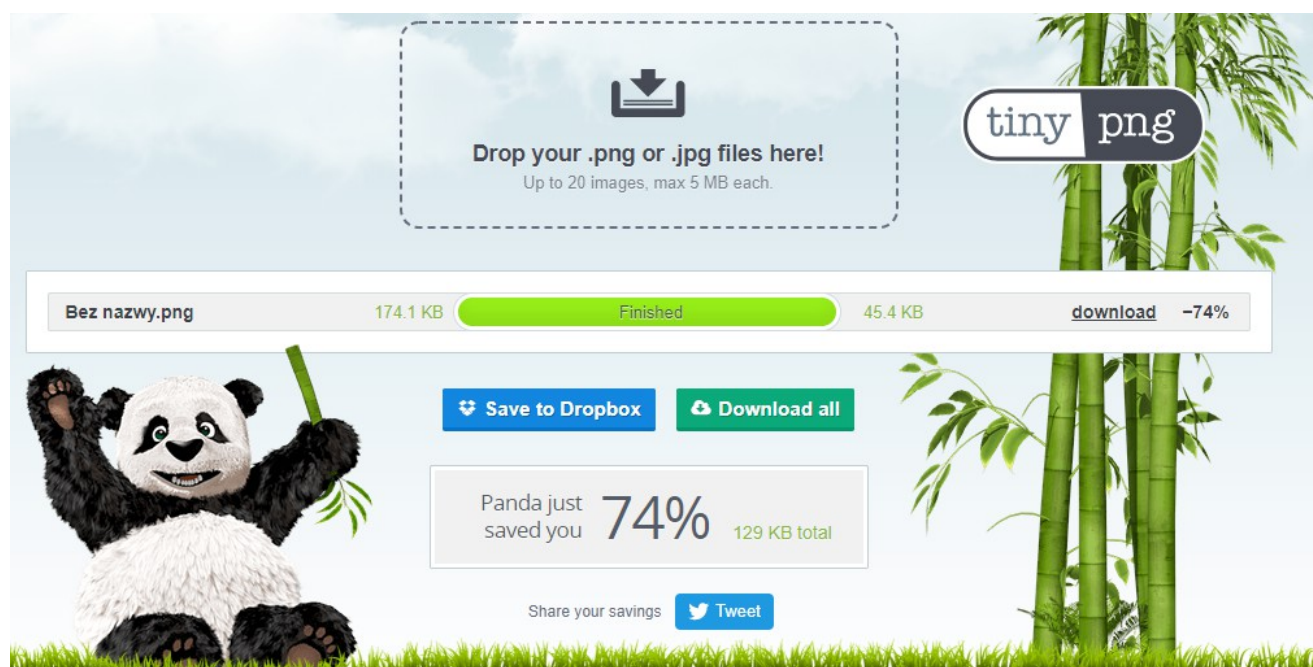 tiny png
Drop your .png or .jpg files here!
Up to 20 images, max 5 MB each.
Bez nazwy.png 174.1 KB Finished 45.4 KB download −74%
Save to Dropbox Download all
Panda just
saved you 74% 129 KB total
Share your savings Tweet